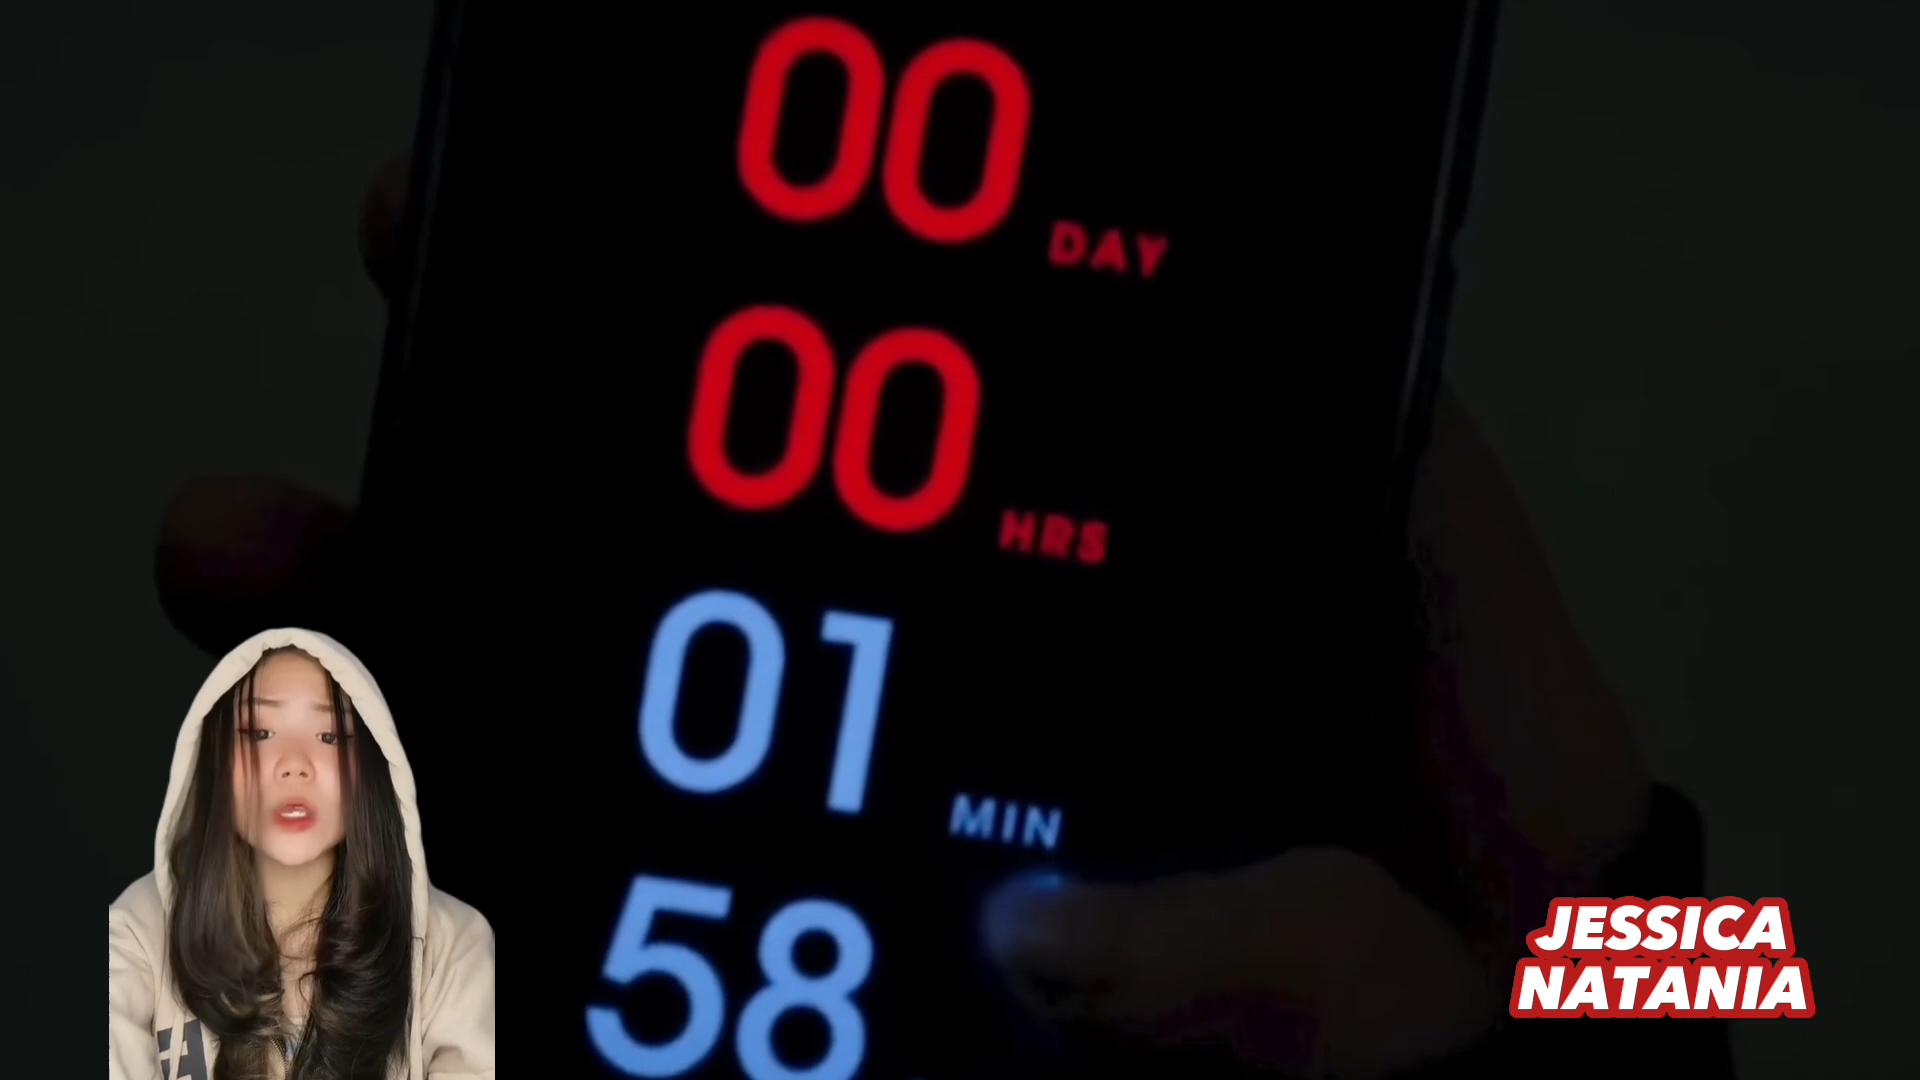 00 DAY
00 HRS
01 MIN
58
JESSICA
NATANIA